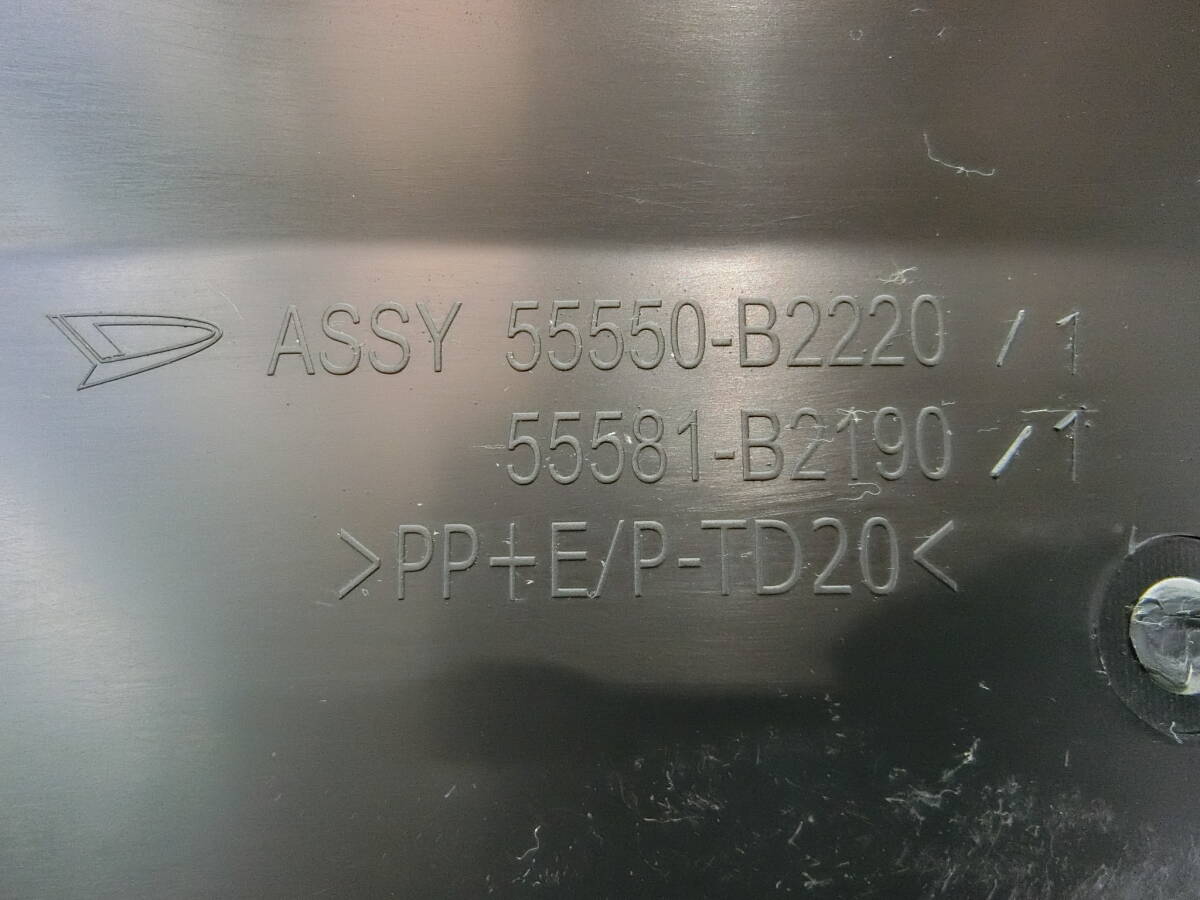 ASSY 55550-B2220 /1
55581-B2190 /1
>PP+E/P-TD20<